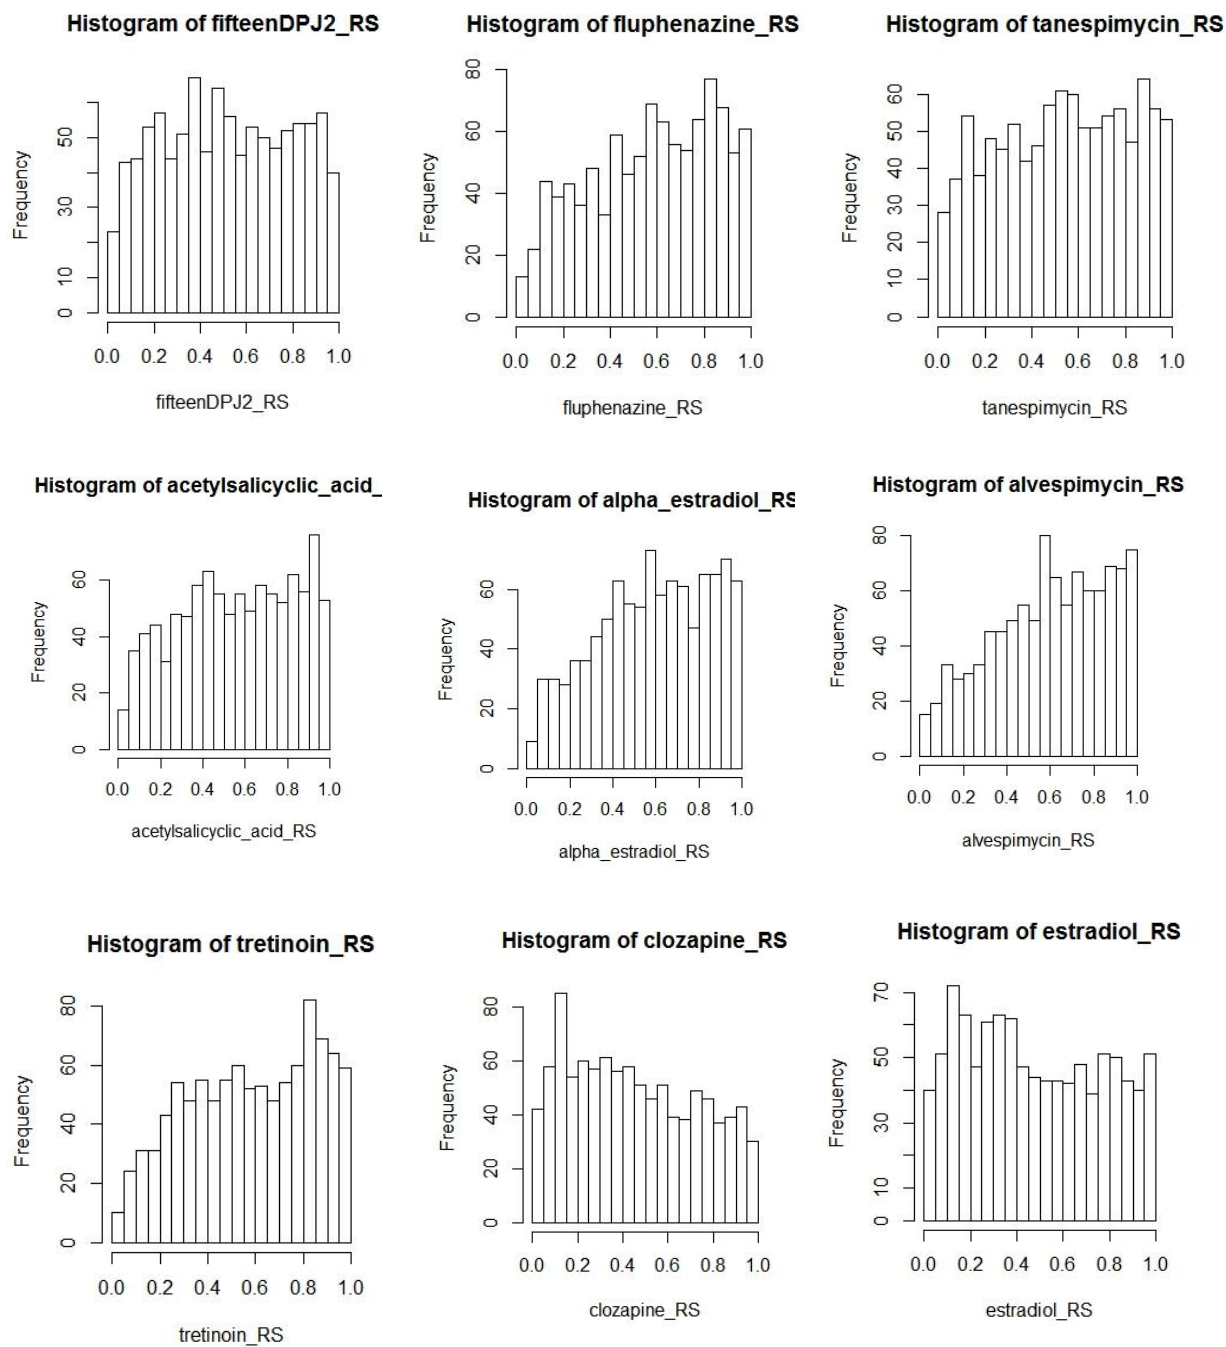 Histogram of fifteenDPJ2_RS
Frequency
0 10 30 50
0.0 0.2 0.4 0.6 0.8 1.0
fifteenDPJ2_RS
Histogram of fluphenazine_RS
Frequency
0 20 40 60 80
0.0 0.2 0.4 0.6 0.8 1.0
fluphenazine_RS
Histogram of tanespimycin_RS
Frequency
0 10 20 30 40 50 60
0.0 0.2 0.4 0.6 0.8 1.0
tanespimycin_RS
Histogram of acetylsalicyclic_acid_
Frequency
0 20 40 60
0.0 0.2 0.4 0.6 0.8 1.0
acetylsalicyclic_acid_RS
Histogram of alpha_estradiol_RS
Frequency
0 20 40 60
0.0 0.2 0.4 0.6 0.8 1.0
alpha_estradiol_RS
Histogram of alvespimycin_RS
Frequency
0 20 40 60 80
0.0 0.2 0.4 0.6 0.8 1.0
alvespimycin_RS
Histogram of tretinoin_RS
Frequency
0 20 40 60 80
0.0 0.2 0.4 0.6 0.8 1.0
tretinoin_RS
Histogram of clozapine_RS
Frequency
0 20 40 60 80
0.0 0.2 0.4 0.6 0.8 1.0
clozapine_RS
Histogram of estradiol_RS
Frequency
0 10 30 50 70
0.0 0.2 0.4 0.6 0.8 1.0
estradiol_RS